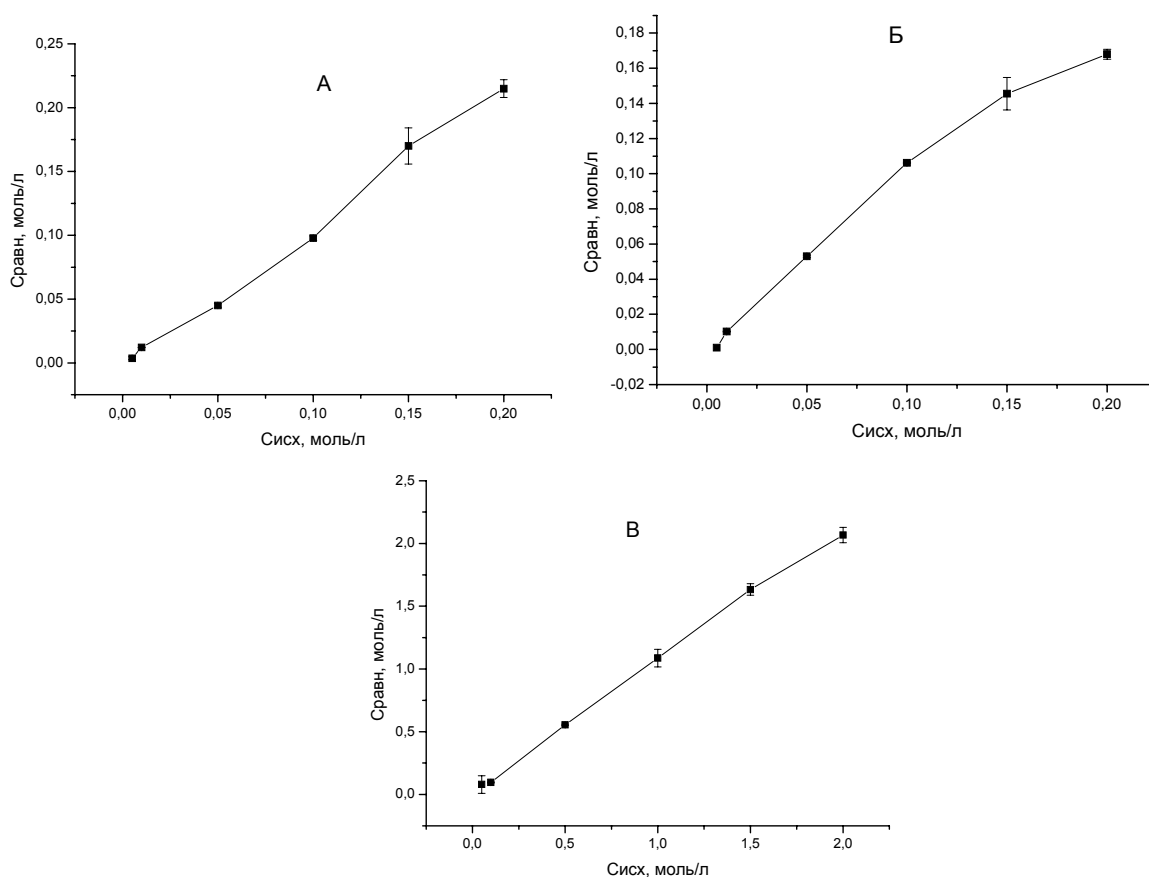 А
0,25
0,20
0,15
0,10
0,05
0,00
Сравн, моль/л
0,00 0,05 0,10 0,15 0,20
Сисх, моль/л
Б
0,18
0,16
0,14
0,12
0,10
0,08
0,06
0,04
0,02
0,00
-0,02
Сравн, моль/л
0,00 0,05 0,10 0,15 0,20
Сисх, моль/л
В
2,5
2,0
1,5
1,0
0,5
0,0
Сравн, моль/л
0,0 0,5 1,0 1,5 2,0
Сисх, моль/л